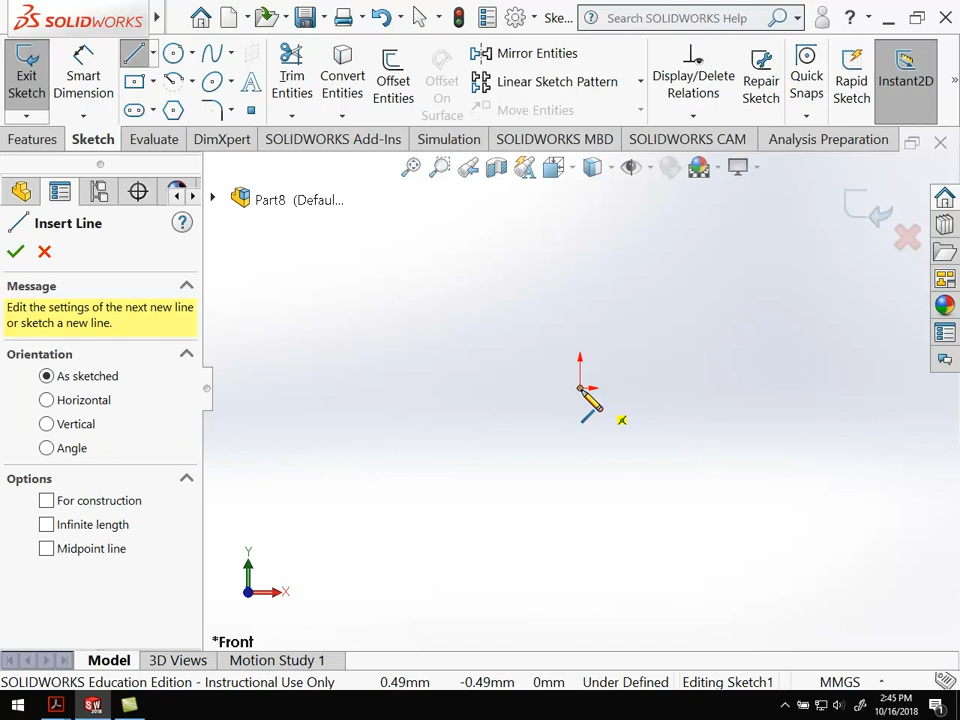 SOLIDWORKS
Ske...
Search SOLIDWORKS Help
Exit Sketch
Smart Dimension
Trim Entities
Convert Entities
Offset Entities
Offset On Surface
Mirror Entities
Linear Sketch Pattern
Move Entities
Display/Delete Relations
Repair Sketch
Quick Snaps
Rapid Sketch
Instant2D
Features
Sketch
Evaluate
DimXpert
SOLIDWORKS Add-Ins
Simulation
SOLIDWORKS MBD
SOLIDWORKS CAM
Analysis Preparation
Part8 (Defaul...
Insert Line
Message
Edit the settings of the next new line
or sketch a new line.
Orientation
As sketched
Horizontal
Vertical
Angle
Options
For construction
Infinite length
Midpoint line
Y
X
*Front
Model
3D Views
Motion Study 1
SOLIDWORKS Education Edition - Instructional Use Only
0.49mm
-0.49mm
0mm
Under Defined
Editing Sketch1
MMGS
2:45 PM
10/16/2018